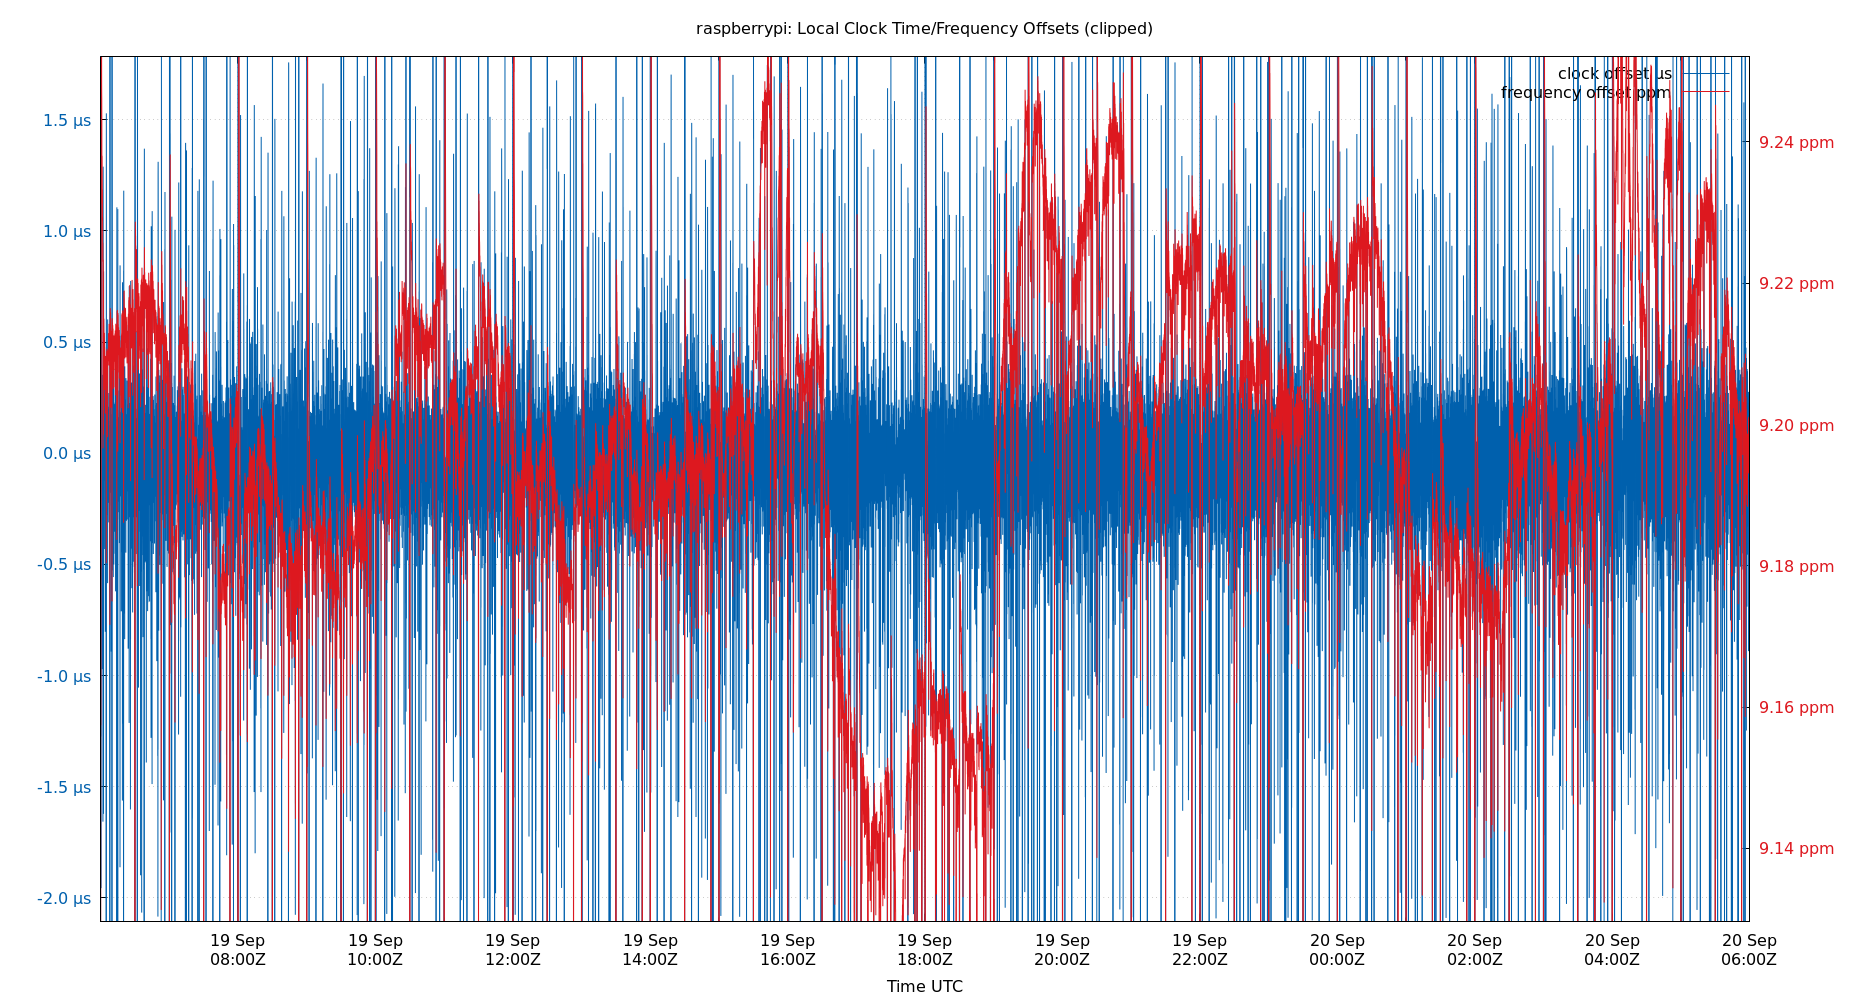 raspberrypi: Local Clock Time/Frequency Offsets (clipped)
clock offset µs
frequency offset ppm
1.5 µs
1.0 µs
0.5 µs
0.0 µs
-0.5 µs
-1.0 µs
-1.5 µs
-2.0 µs
9.24 ppm
9.22 ppm
9.20 ppm
9.18 ppm
9.16 ppm
9.14 ppm
19 Sep 19 Sep 19 Sep 19 Sep 19 Sep 19 Sep 19 Sep 19 Sep 20 Sep 20 Sep 20 Sep 20 Sep
08:00Z 10:00Z 12:00Z 14:00Z 16:00Z 18:00Z 20:00Z 22:00Z 00:00Z 02:00Z 04:00Z 06:00Z
Time UTC